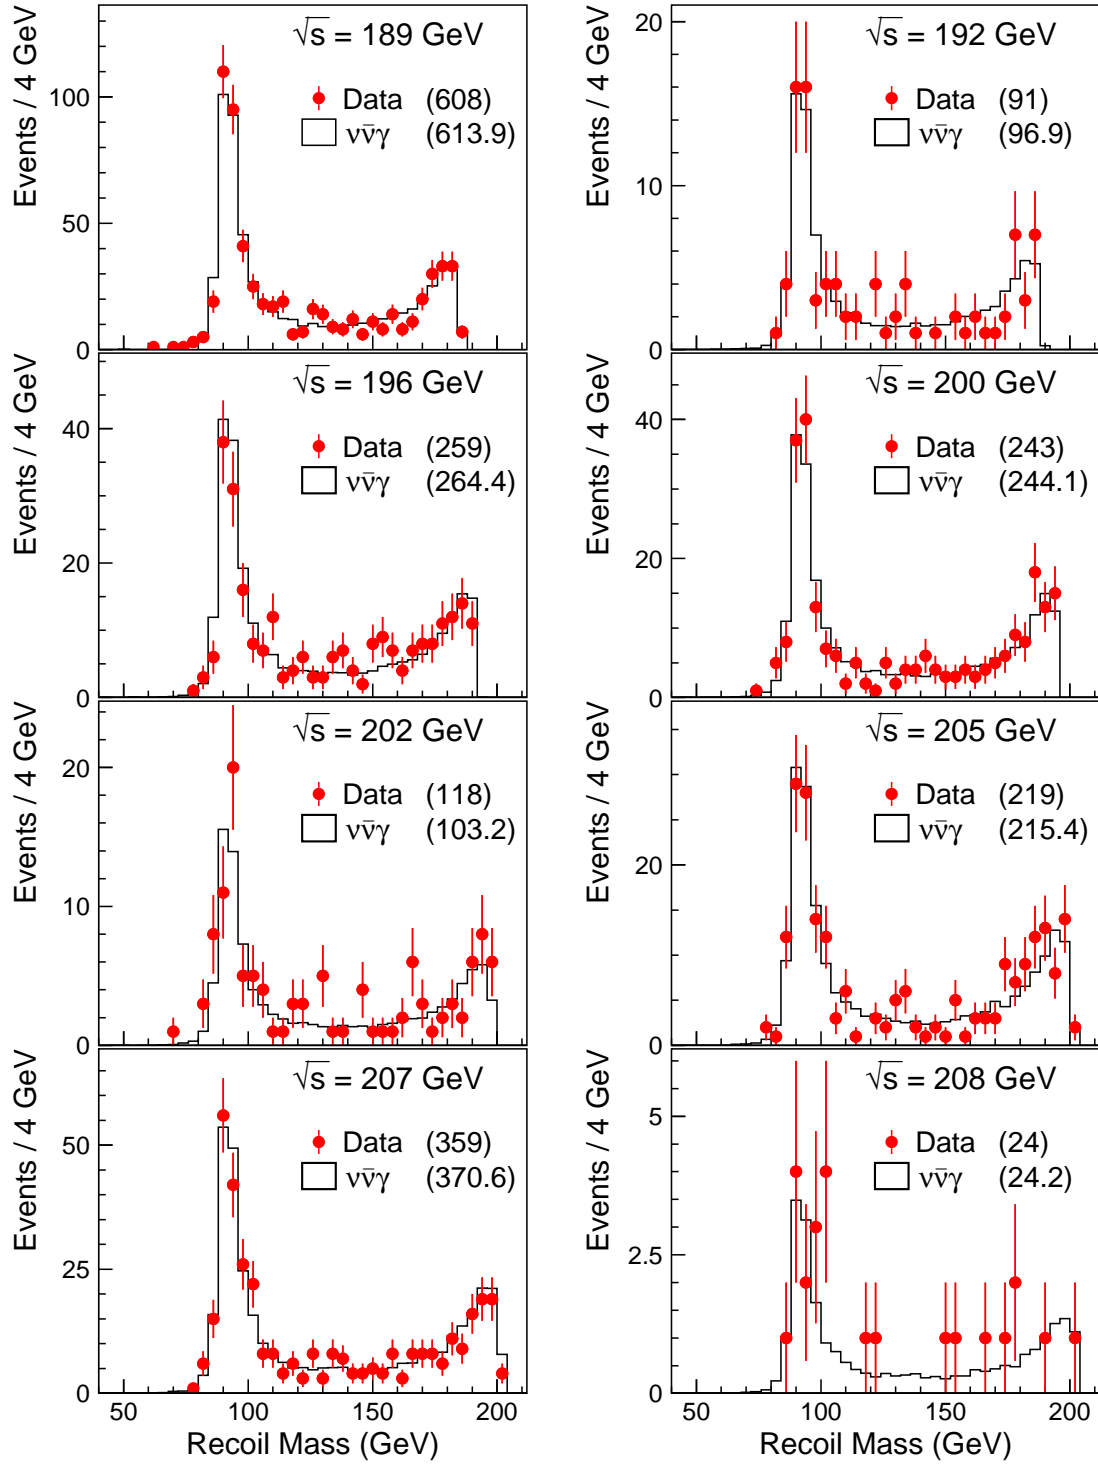 Events / 4 GeV
√s = 189 GeV
Data (608)
νν̄γ (613.9)
100
50
0
Events / 4 GeV
√s = 192 GeV
Data (91)
νν̄γ (96.9)
20
10
0
Events / 4 GeV
√s = 196 GeV
Data (259)
νν̄γ (264.4)
40
20
0
Events / 4 GeV
√s = 200 GeV
Data (243)
νν̄γ (244.1)
40
20
0
Events / 4 GeV
√s = 202 GeV
Data (118)
νν̄γ (103.2)
20
10
0
Events / 4 GeV
√s = 205 GeV
Data (219)
νν̄γ (215.4)
20
0
Events / 4 GeV
√s = 207 GeV
Data (359)
νν̄γ (370.6)
50
25
0
50 100 150 200
Recoil Mass (GeV)
Events / 4 GeV
√s = 208 GeV
Data (24)
νν̄γ (24.2)
5
2.5
0
50 100 150 200
Recoil Mass (GeV)